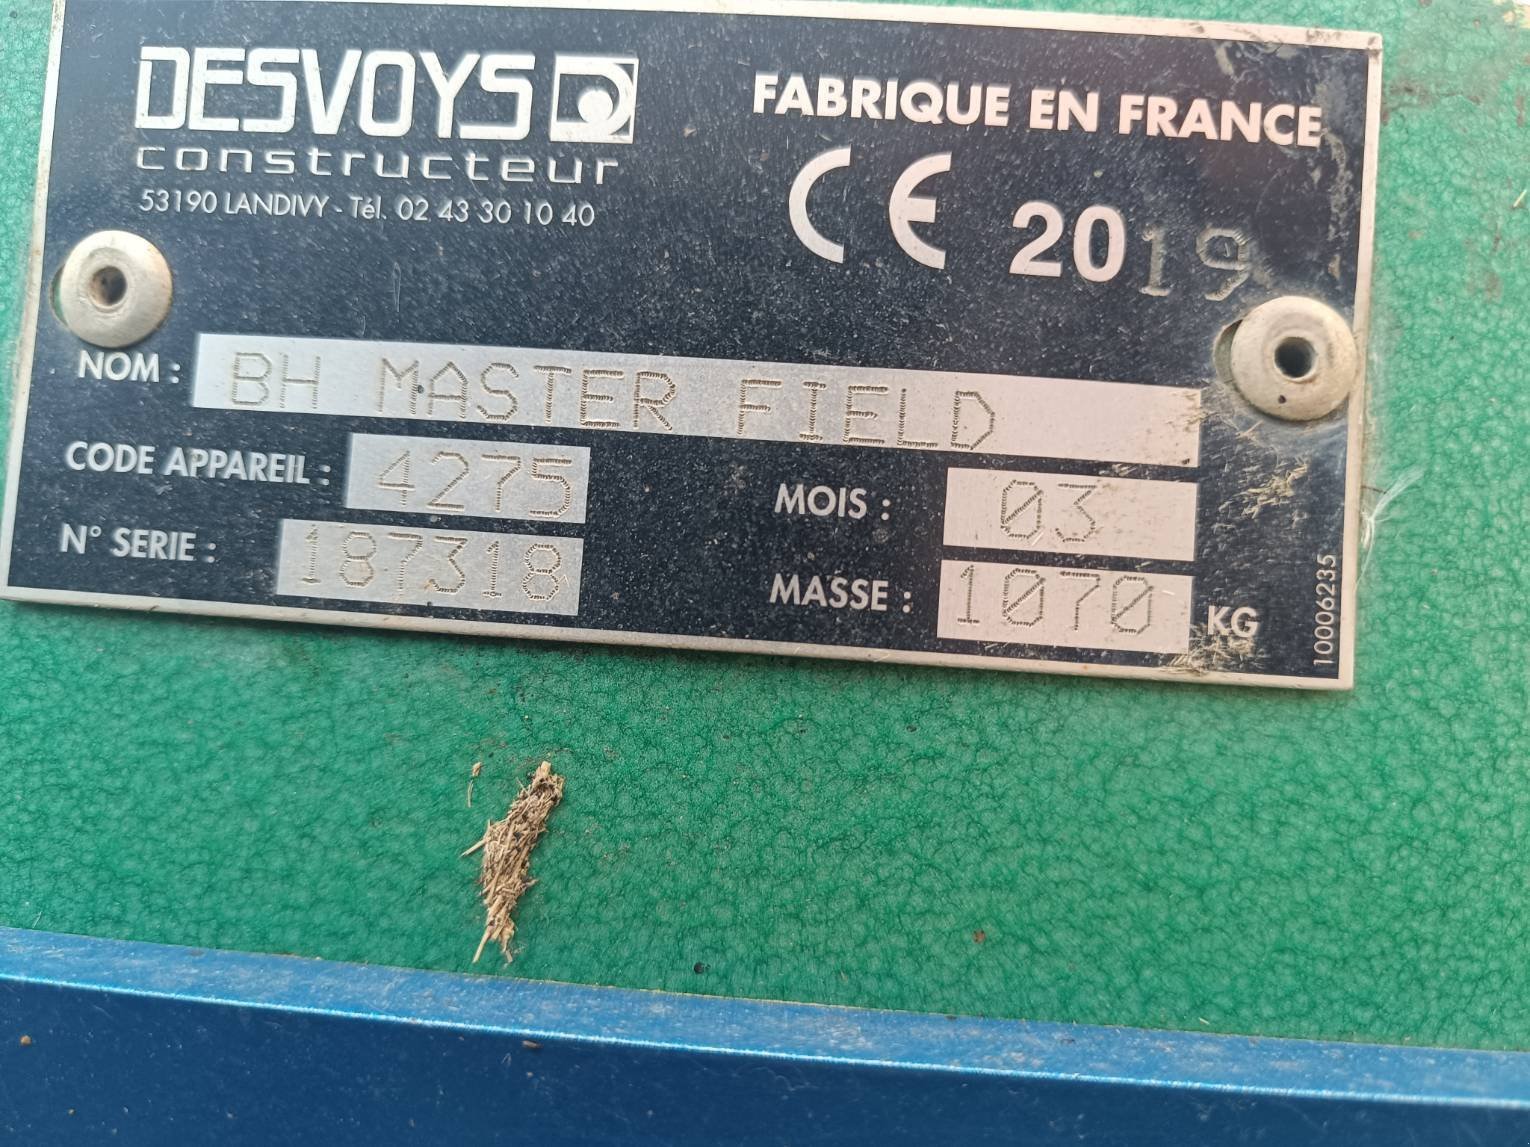 DESVOYS
constructeur
53190 LANDIVY - Tél. 02 43 30 10 40
FABRIQUE EN FRANCE
CE 2019
NOM : BH MASTER FIELD
CODE APPAREIL : 4275
N° SERIE : 187318
MOIS : 03
MASSE : 1070 KG
10006235